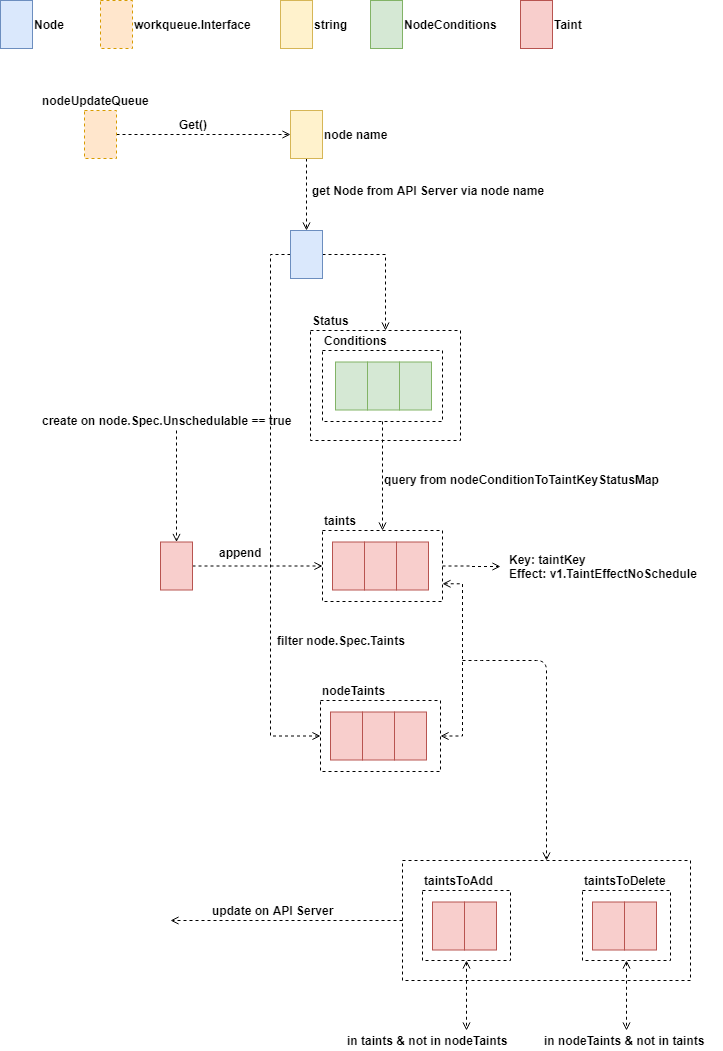 Node
workqueue.Interface
string
NodeConditions
Taint
nodeUpdateQueue
Get()
node name
get Node from API Server via node name
Status
Conditions
create on node.Spec.Unschedulable == true
query from nodeConditionToTaintKeyStatusMap
taints
append
Key: taintKey
Effect: v1.TaintEffectNoSchedule
filter node.Spec.Taints
nodeTaints
taintsToAdd
taintsToDelete
update on API Server
in taints & not in nodeTaints
in nodeTaints & not in taints